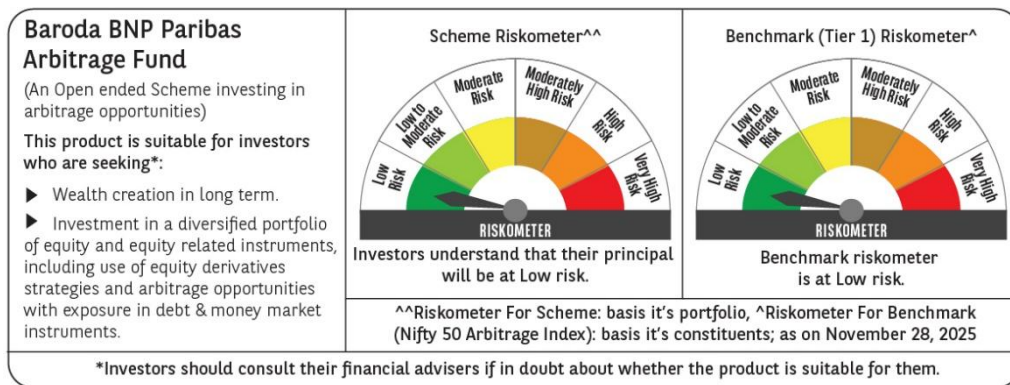 Baroda BNP Paribas
Arbitrage Fund
(An Open ended Scheme investing in
arbitrage opportunities)
This product is suitable for investors
who are seeking*:
▶ Wealth creation in long term.
▶ Investment in a diversified portfolio
of equity and equity related instruments,
including use of equity derivatives
strategies and arbitrage opportunities
with exposure in debt & money market
instruments.
Scheme Riskometer^^
Low
Risk
Low to
Moderate
Risk
Moderate
Risk
Moderately
High Risk
High
Risk
Very High
Risk
RISKOMETER
Investors understand that their principal
will be at Low risk.
Benchmark (Tier 1) Riskometer^
Low
Risk
Low to
Moderate
Risk
Moderate
Risk
Moderately
High Risk
High
Risk
Very High
Risk
RISKOMETER
Benchmark riskometer
is at Low risk.
^^Riskometer For Scheme: basis it's portfolio, ^Riskometer For Benchmark
(Nifty 50 Arbitrage Index): basis it's constituents; as on November 28, 2025
*Investors should consult their financial advisers if in doubt about whether the product is suitable for them.